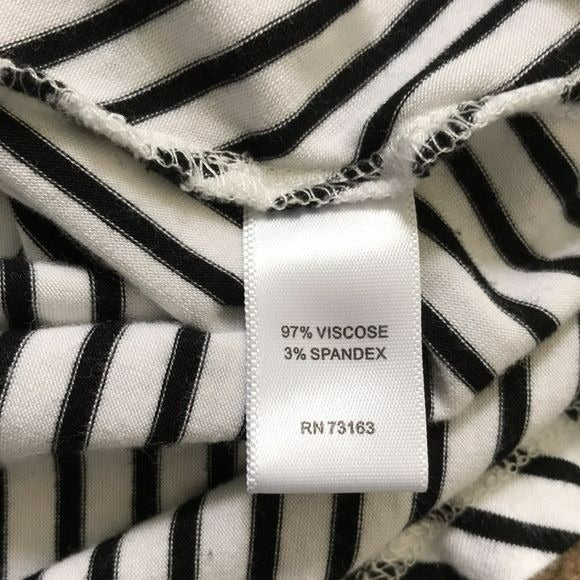 97% VISCOSE
3% SPANDEX
RN 73163